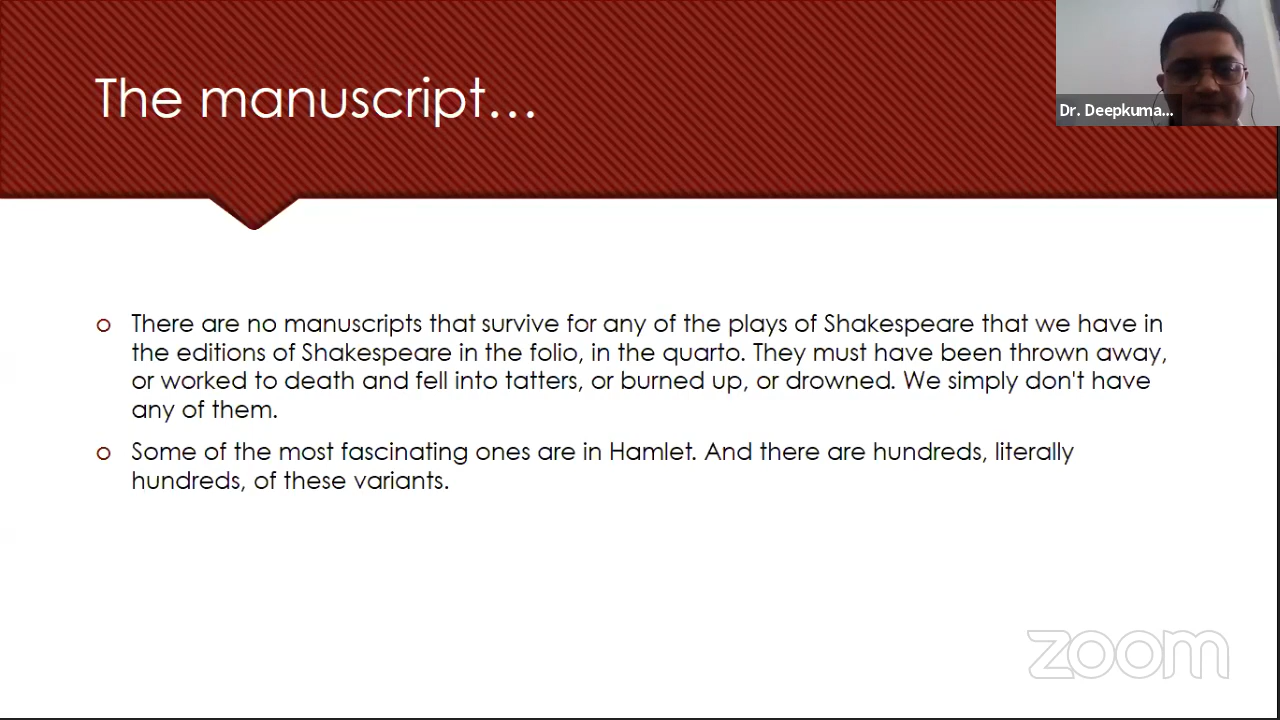 The manuscript...
Dr. Deepkuma...
There are no manuscripts that survive for any of the plays of Shakespeare that we have in
the editions of Shakespeare in the folio, in the quarto. They must have been thrown away,
or worked to death and fell into tatters, or burned up, or drowned. We simply don't have
any of them.
Some of the most fascinating ones are in Hamlet. And there are hundreds, literally
hundreds, of these variants.
zoom